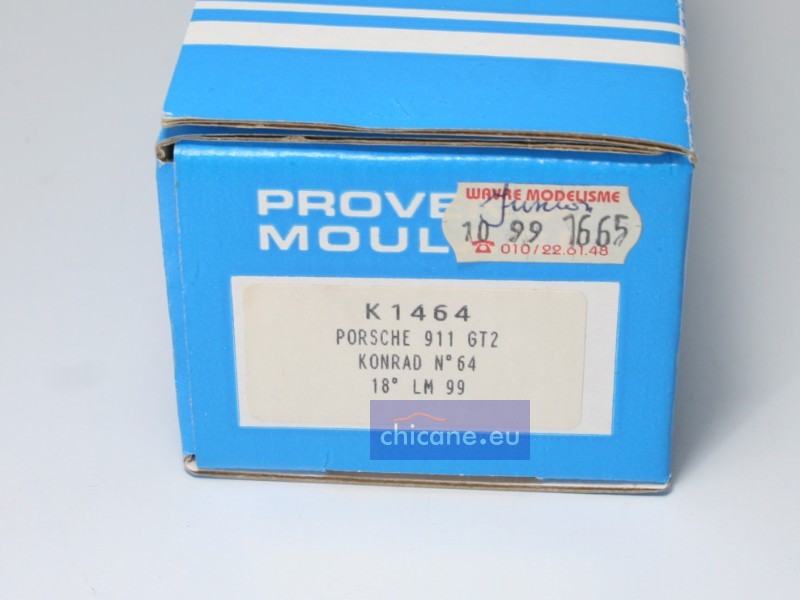 PROVE
MOUL
WAVRE MODELISME
Junior
10 99 1665
☎ 010/22.61.48
K1464
PORSCHE 911 GT2
KONRAD N°64
18° LM 99
chicane.eu